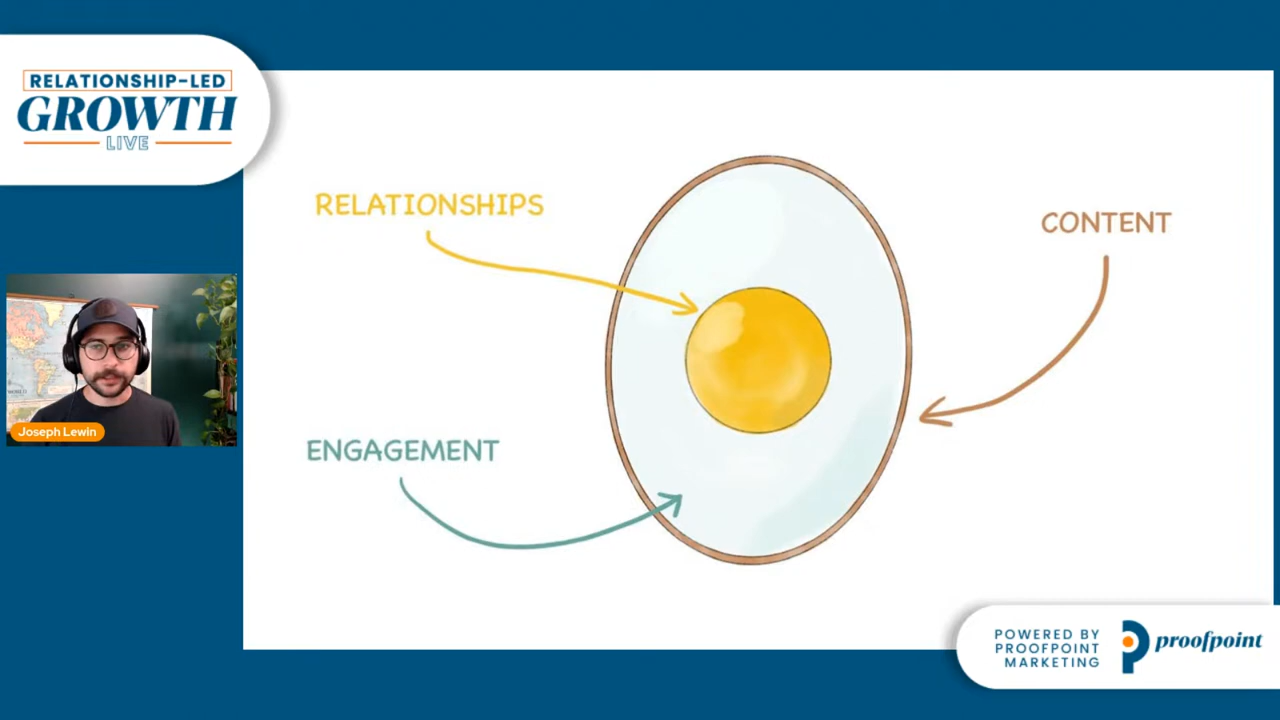 RELATIONSHIP-LED
GROWTH
LIVE
RELATIONSHIPS
CONTENT
ENGAGEMENT
Joseph Lewin
POWERED BY
PROOFPOINT
MARKETING
proofpoint